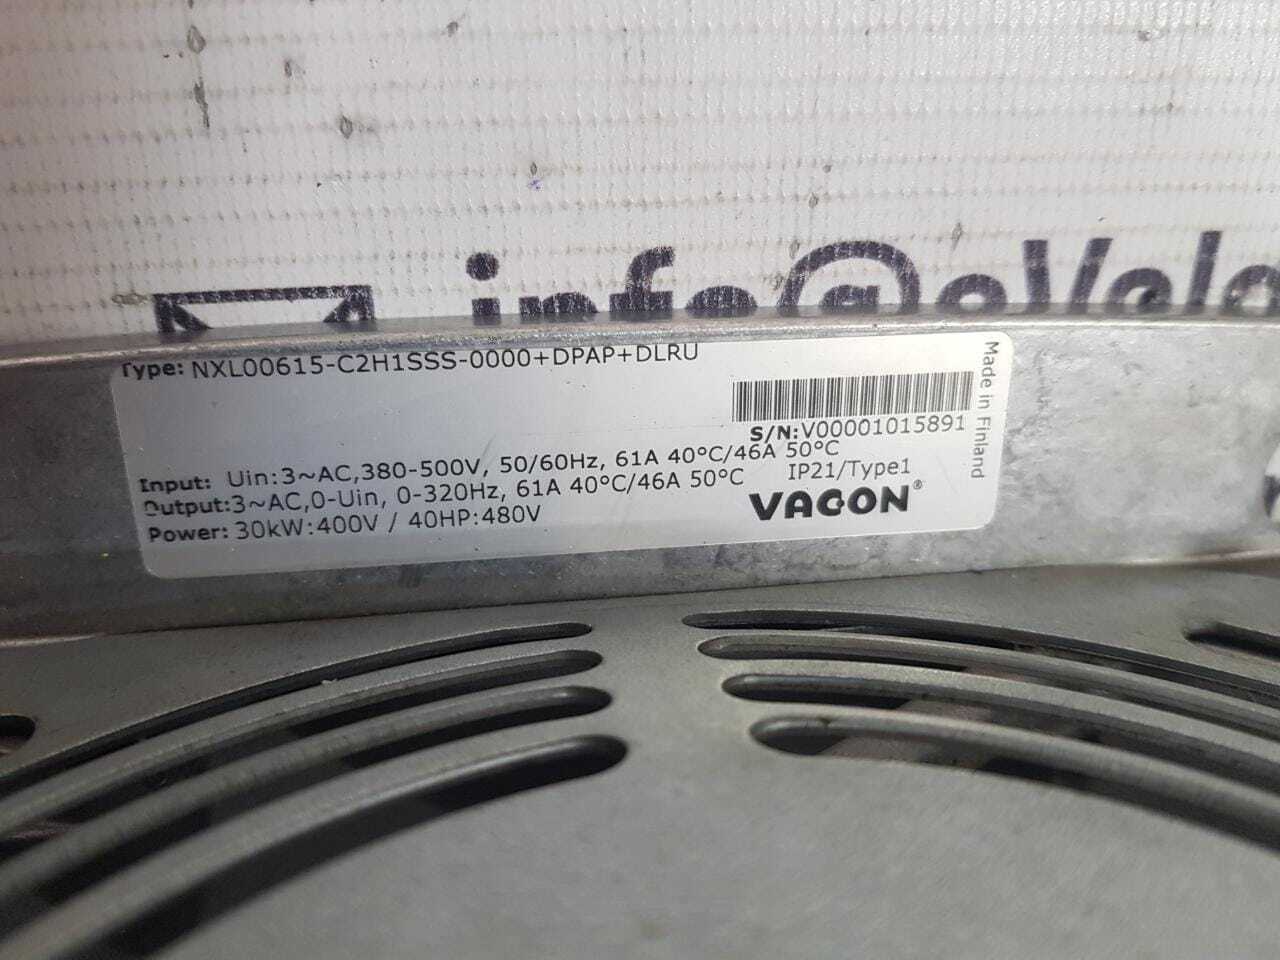 info@eVelo
Type: NXL00615-C2H1SSS-0000+DPAP+DLRU
Made in Finland
S/N:V00001015891
Input: Uin:3~AC,380-500V, 50/60Hz, 61A 40°C/46A 50°C
Output:3~AC,0-Uin, 0-320Hz, 61A 40°C/46A 50°C IP21/Type1
Power: 30kW:400V / 40HP:480V
VACON®